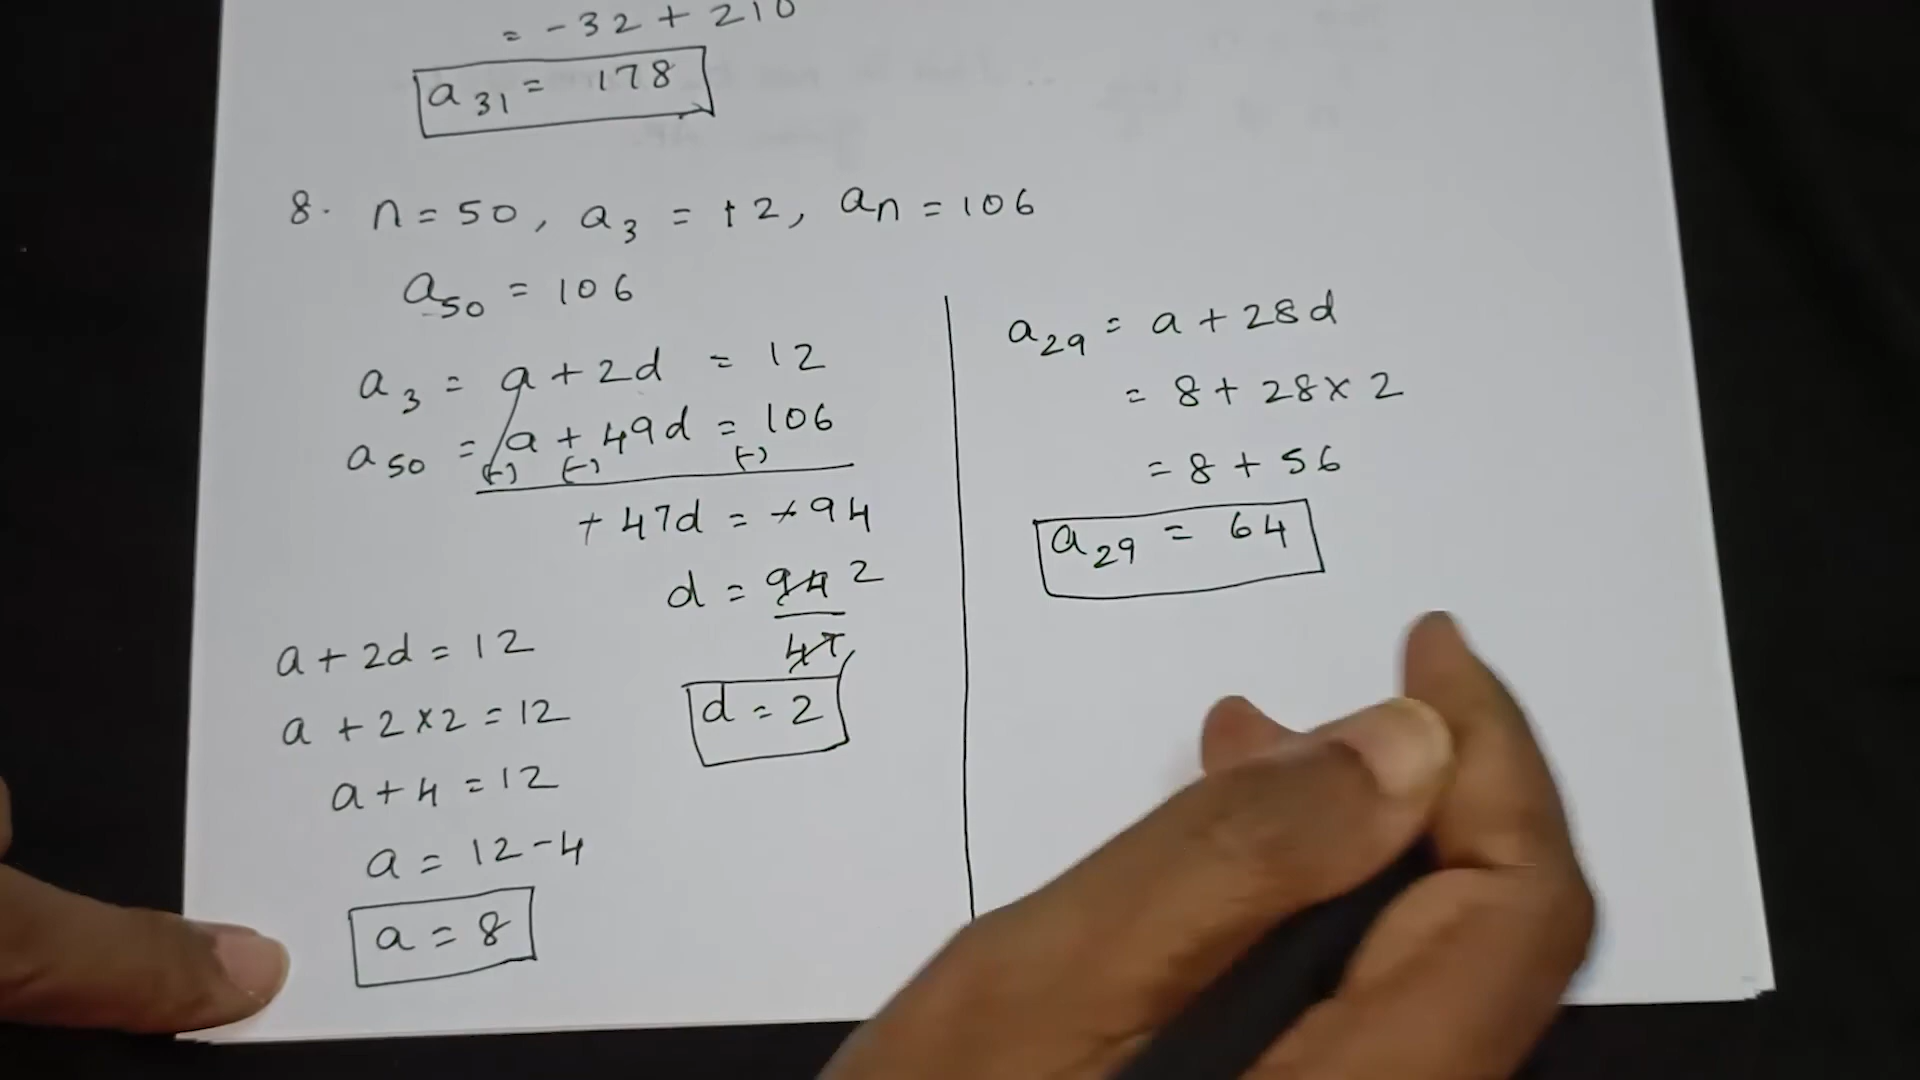 = -32 + 210
a31 = 178
8. n = 50, a3 = 12, an = 106
a50 = 106
a3 = a + 2d = 12
a50 = a + 49d = 106
(-) (-) (-)
+ 47d = +94
d = 94 2
47
d = 2
a + 2d = 12
a + 2 × 2 = 12
a + 4 = 12
a = 12 - 4
a = 8
a29 = a + 28d
= 8 + 28 × 2
= 8 + 56
a29 = 64